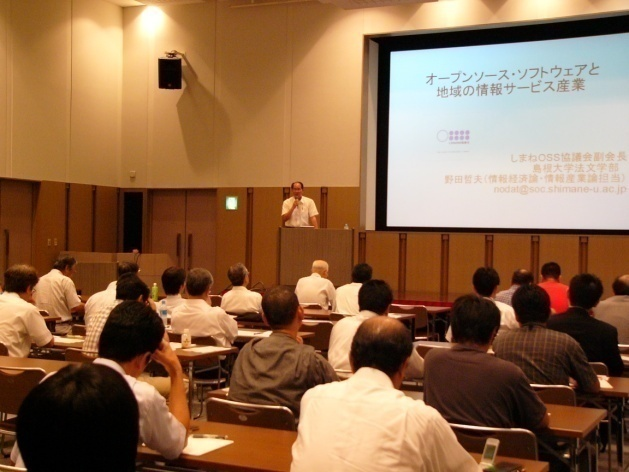 オープンソース・ソフトウェアと
地域の情報サービス産業
しまねOSS協議会副会長
島根大学法文学部
野田哲夫(情報経済論・情報産業論担当)
nodat@soc.shimane-u.ac.jp